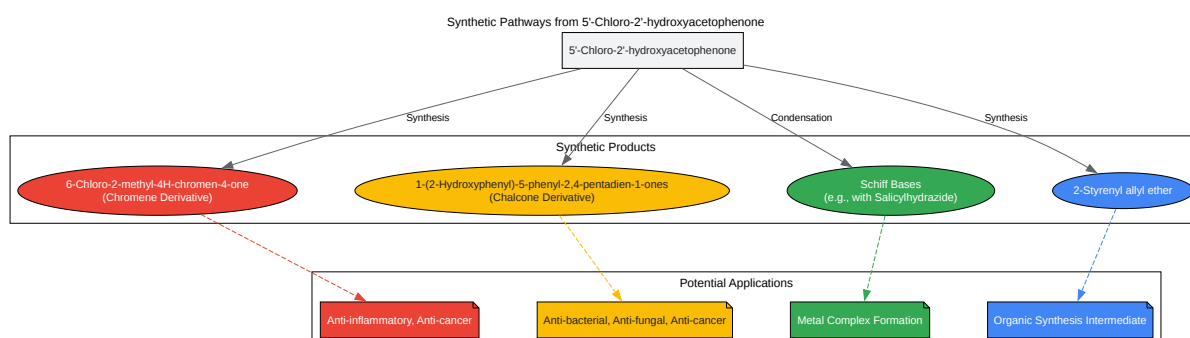 Synthetic Pathways from 5'-Chloro-2'-hydroxyacetophenone
5'-Chloro-2'-hydroxyacetophenone
Synthesis
Synthesis
Condensation
Synthesis
Synthetic Products
6-Chloro-2-methyl-4H-chromen-4-one
(Chromene Derivative)
1-(2-Hydroxyphenyl)-5-phenyl-2,4-pentadien-1-ones
(Chalcone Derivative)
Schiff Bases
(e.g., with Salicylhydrazide)
2-Styrenyl allyl ether
Potential Applications
Anti-inflammatory, Anti-cancer
Anti-bacterial, Anti-fungal, Anti-cancer
Metal Complex Formation
Organic Synthesis Intermediate